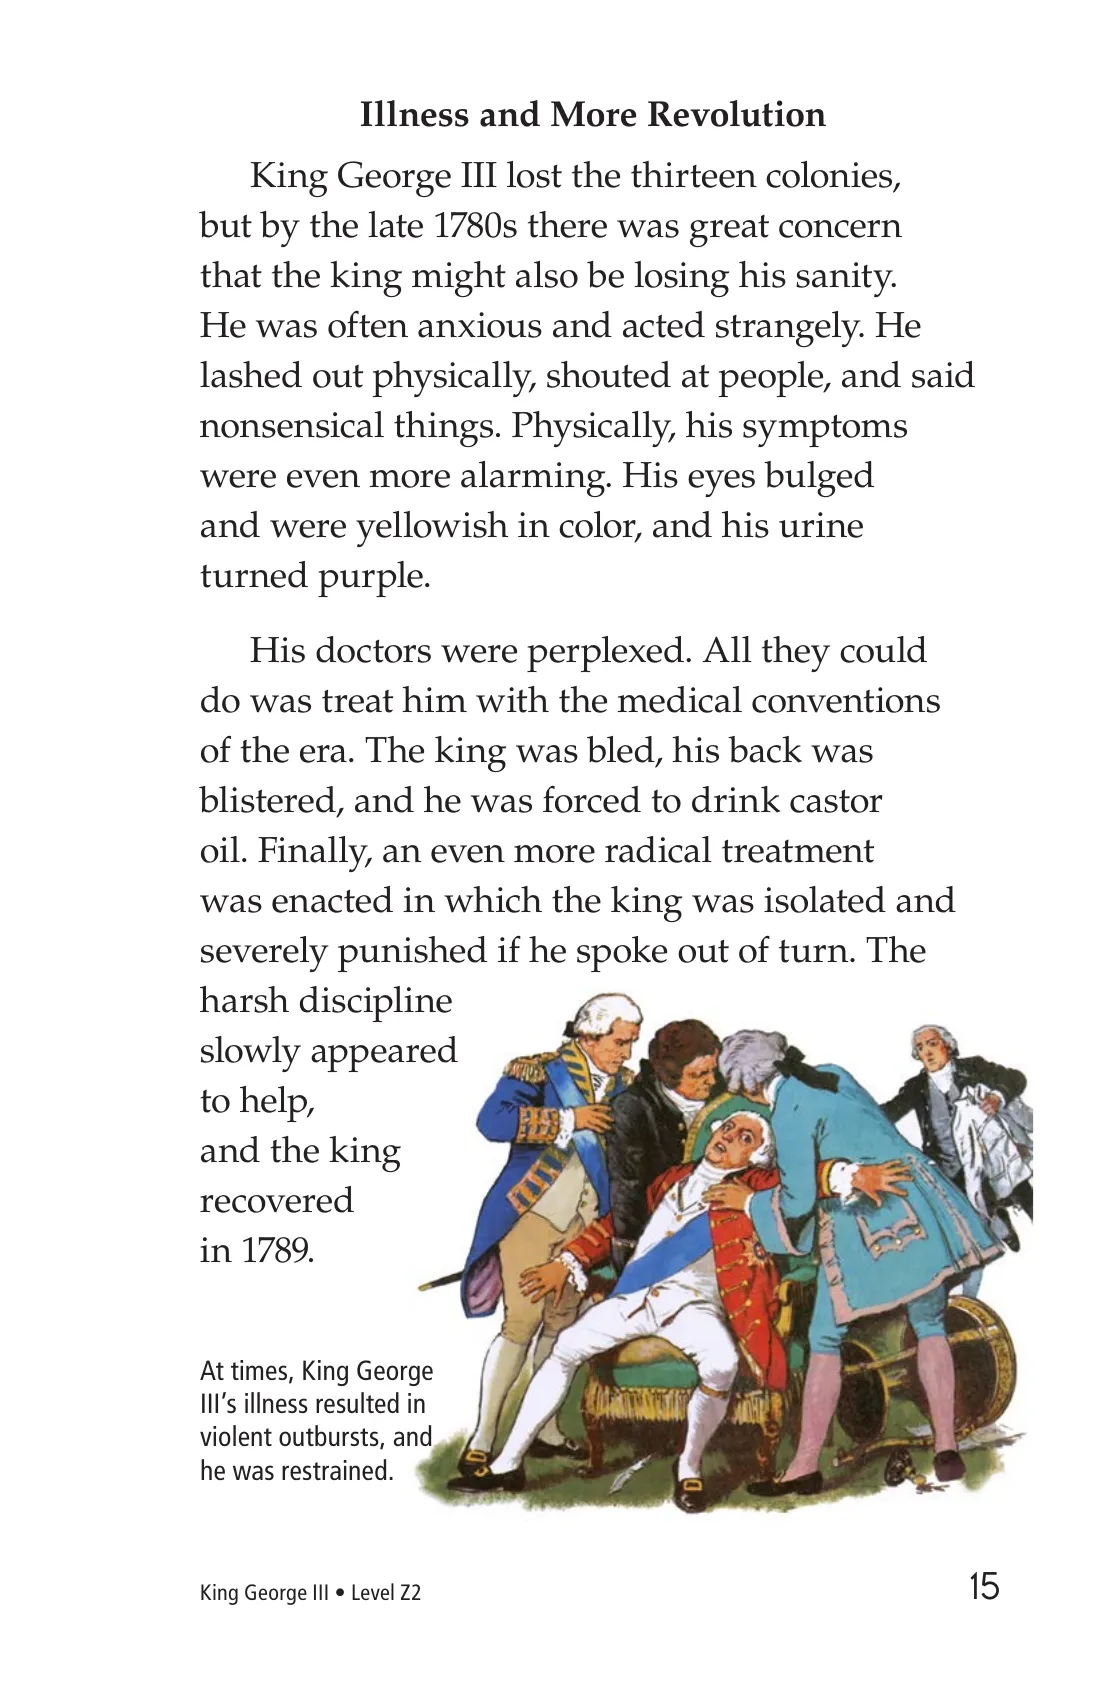 Illness and More Revolution
King George III lost the thirteen colonies,
but by the late 1780s there was great concern
that the king might also be losing his sanity.
He was often anxious and acted strangely. He
lashed out physically, shouted at people, and said
nonsensical things. Physically, his symptoms
were even more alarming. His eyes bulged
and were yellowish in color, and his urine
turned purple.
His doctors were perplexed. All they could
do was treat him with the medical conventions
of the era. The king was bled, his back was
blistered, and he was forced to drink castor
oil. Finally, an even more radical treatment
was enacted in which the king was isolated and
severely punished if he spoke out of turn. The
harsh discipline
slowly appeared
to help,
and the king
recovered
in 1789.
At times, King George
III’s illness resulted in
violent outbursts, and
he was restrained.
King George III • Level Z2
15